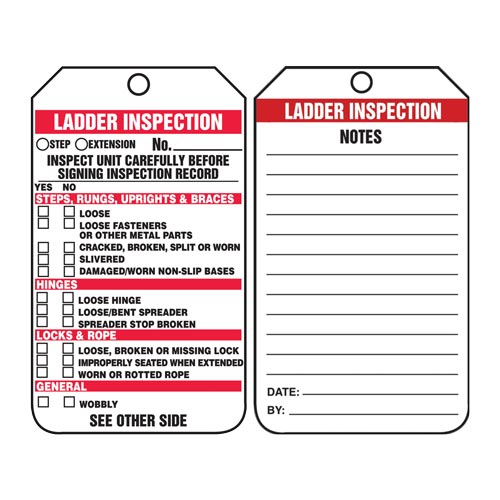 LADDER INSPECTION
STEP EXTENSION No.
INSPECT UNIT CAREFULLY BEFORE
SIGNING INSPECTION RECORD
YES NO
STEPS, RUNGS, UPRIGHTS & BRACES
LOOSE
LOOSE FASTENERS
OR OTHER METAL PARTS
CRACKED, BROKEN, SPLIT OR WORN
SLIVERED
DAMAGED/WORN NON-SLIP BASES
HINGES
LOOSE HINGE
LOOSE/BENT SPREADER
SPREADER STOP BROKEN
LOCKS & ROPE
LOOSE, BROKEN OR MISSING LOCK
IMPROPERLY SEATED WHEN EXTENDED
WORN OR ROTTED ROPE
GENERAL
WOBBLY
SEE OTHER SIDE
LADDER INSPECTION
NOTES
DATE:
BY: